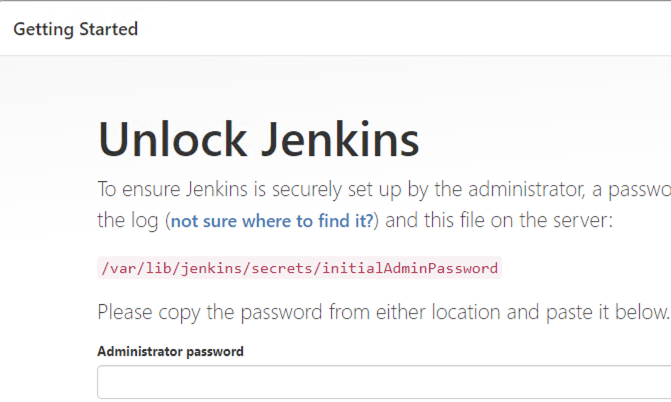 Getting Started
Unlock Jenkins
To ensure Jenkins is securely set up by the administrator, a
the log (not sure where to find it?) and this file on the server:
/var/lib/jenkins/secrets/initialAdminPassword
Please copy the password from either location and paste it below.
Administrator password